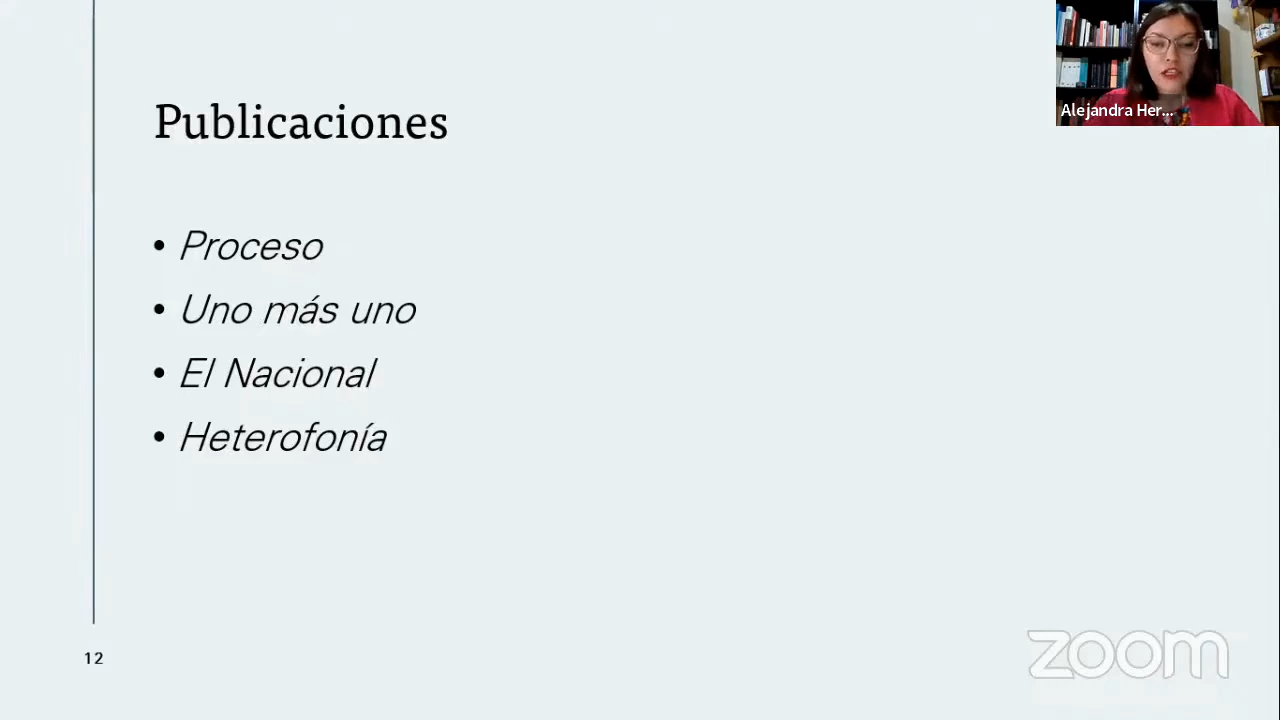 Publicaciones
Alejandra Her...
• Proceso
• Uno más uno
• El Nacional
• Heterofonía
12
zoom